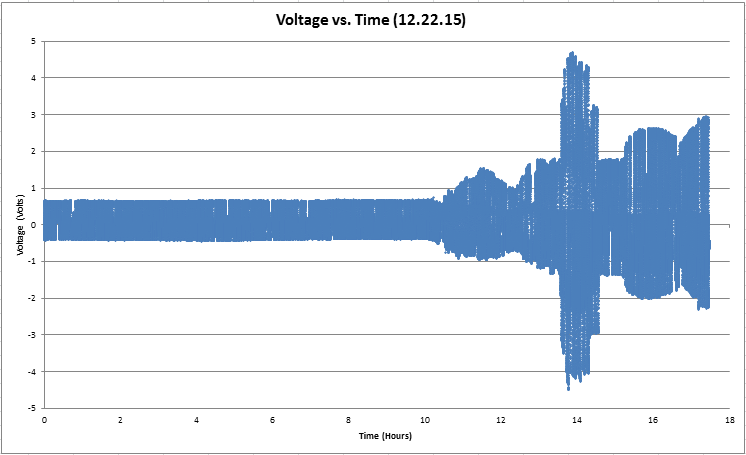 Voltage vs. Time (12.22.15)
5
4
3
2
1
0
-1
-2
-3
-4
-5
Voltage (Volts)
0 2 4 6 8 10 12 14 16 18
Time (Hours)